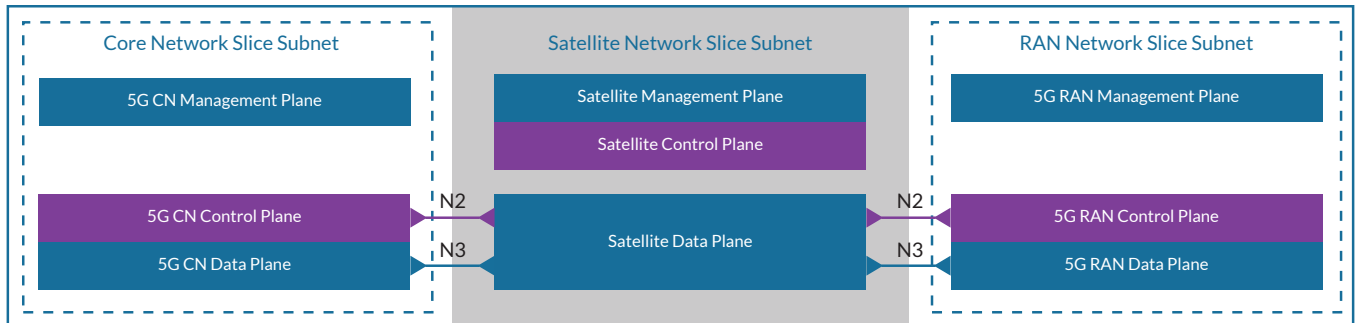 Core Network Slice Subnet
Satellite Network Slice Subnet
RAN Network Slice Subnet
5G CN Management Plane
Satellite Management Plane
5G RAN Management Plane
Satellite Control Plane
5G CN Control Plane
N2
N2
5G RAN Control Plane
Satellite Data Plane
5G CN Data Plane
N3
N3
5G RAN Data Plane